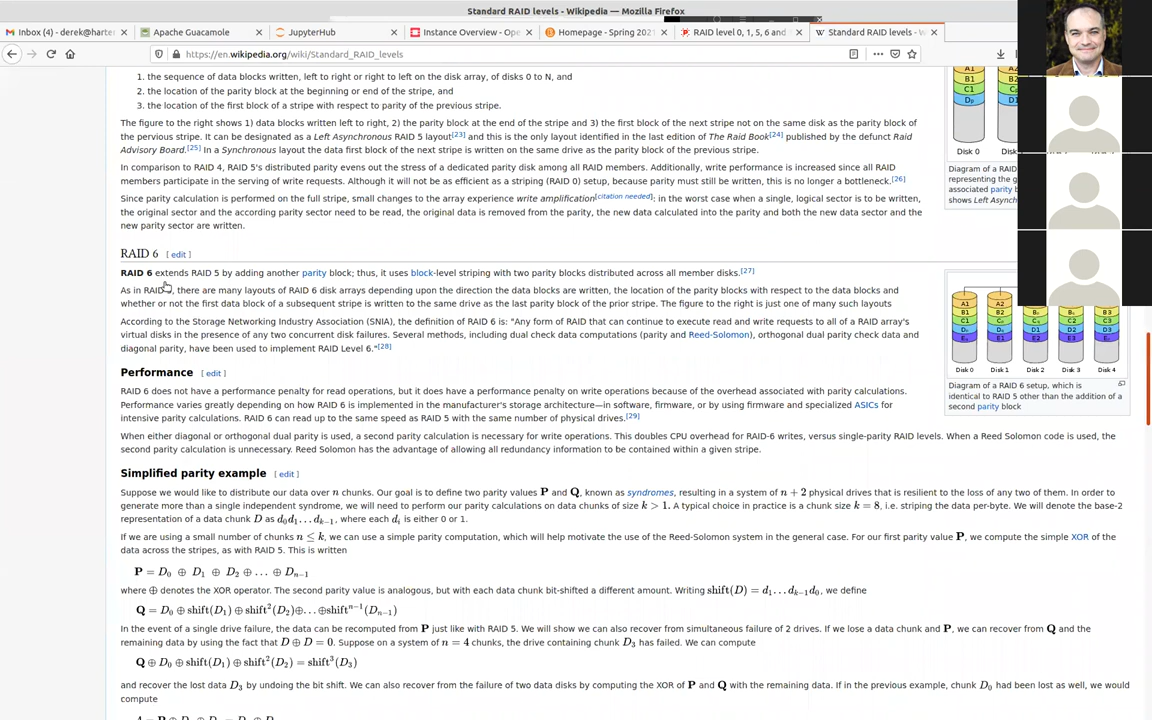 Standard RAID levels - Wikipedia — Mozilla Firefox
Inbox (4) - derek@harter
Apache Guacamole
JupyterHub
Instance Overview - Ope
Homepage - Spring 2021
RAID level 0, 1, 5, 6 and
Standard RAID levels - W
https://en.wikipedia.org/wiki/Standard_RAID_levels
1. the sequence of data blocks written, left to right or right to left on the disk array, of disks 0 to N, and
2. the location of the parity block at the beginning or end of the stripe, and
3. the location of the first block of a stripe with respect to parity of the previous stripe.
The figure to the right shows 1) data blocks written left to right, 2) the parity block at the end of the stripe and 3) the first block of the next stripe not on the same disk as the parity block of
the pervious stripe. It can be designated as a Left Asynchronous RAID 5 layout[23] and this is the only layout identified in the last edition of The Raid Book[24] published by the defunct Raid
Advisory Board.[25] In a Synchronous layout the data first block of the next stripe is written on the same drive as the parity block of the previous stripe.
In comparison to RAID 4, RAID 5's distributed parity evens out the stress of a dedicated parity disk among all RAID members. Additionally, write performance is increased since all RAID
members participate in the serving of write requests. Although it will not be as efficient as a striping (RAID 0) setup, because parity must still be written, this is no longer a bottleneck.[26]
Since parity calculation is performed on the full stripe, small changes to the array experience write amplification[citation needed]: in the worst case when a single, logical sector is to be written,
the original sector and the according parity sector need to be read, the original data is removed from the parity, the new data calculated into the parity and both the new data sector and the
new parity sector are written.
A1
B1
C1
Dp
Disk 0
Disk
Diagram of a RAID
representing the
associated parity b
shows Left Asynch
RAID 6 [ edit ]
RAID 6 extends RAID 5 by adding another parity block; thus, it uses block-level striping with two parity blocks distributed across all member disks.[27]
As in RAID , there are many layouts of RAID 6 disk arrays depending upon the direction the data blocks are written, the location of the parity blocks with respect to the data blocks and
whether or not the first data block of a subsequent stripe is written to the same drive as the last parity block of the prior stripe. The figure to the right is just one of many such layouts
According to the Storage Networking Industry Association (SNIA), the definition of RAID 6 is: "Any form of RAID that can continue to execute read and write requests to all of a RAID array's
virtual disks in the presence of any two concurrent disk failures. Several methods, including dual check data computations (parity and Reed-Solomon), orthogonal dual parity check data and
diagonal parity, have been used to implement RAID Level 6."[28]
A1 A2
B1 B2 B3
C1 C2 C3
D1 D2 D3
E1 E2 E3
Disk 0 Disk 1 Disk 2 Disk 3 Disk 4
Diagram of a RAID 6 setup, which is
identical to RAID 5 other than the addition of a
second parity block
Performance [ edit ]
RAID 6 does not have a performance penalty for read operations, but it does have a performance penalty on write operations because of the overhead associated with parity calculations.
Performance varies greatly depending on how RAID 6 is implemented in the manufacturer's storage architecture—in software, firmware, or by using firmware and specialized ASICs for
intensive parity calculations. RAID 6 can read up to the same speed as RAID 5 with the same number of physical drives.[29]
When either diagonal or orthogonal dual parity is used, a second parity calculation is necessary for write operations. This doubles CPU overhead for RAID-6 writes, versus single-parity RAID levels. When a Reed Solomon code is used, the
second parity calculation is unnecessary. Reed Solomon has the advantage of allowing all redundancy information to be contained within a given stripe.
Simplified parity example [ edit ]
Suppose we would like to distribute our data over n chunks. Our goal is to define two parity values P and Q, known as syndromes, resulting in a system of n + 2 physical drives that is resilient to the loss of any two of them. In order to
generate more than a single independent syndrome, we will need to perform our parity calculations on data chunks of size k > 1. A typical choice in practice is a chunk size k = 8, i.e. striping the data per-byte. We will denote the base-2
representation of a data chunk D as d₀d₁…dₖ₋₁, where each dᵢ is either 0 or 1.
If we are using a small number of chunks n ≤ k, we can use a simple parity computation, which will help motivate the use of the Reed-Solomon system in the general case. For our first parity value P, we compute the simple XOR of the
data across the stripes, as with RAID 5. This is written
P = D₀ ⊕ D₁ ⊕ D₂ ⊕ … ⊕ Dₙ₋₁
where ⊕ denotes the XOR operator. The second parity value is analogous, but with each data chunk bit-shifted a different amount. Writing shift(D) = d₁…dₖ₋₁d₀, we define
Q = D₀ ⊕ shift(D₁) ⊕ shift²(D₂)⊕…⊕shiftⁿ⁻¹(Dₙ₋₁)
In the event of a single drive failure, the data can be recomputed from P just like with RAID 5. We will show we can also recover from simultaneous failure of 2 drives. If we lose a data chunk and P, we can recover from Q and the
remaining data by using the fact that D ⊕ D = 0. Suppose on a system of n = 4 chunks, the drive containing chunk D₃ has failed. We can compute
Q ⊕ D₀ ⊕ shift(D₁) ⊕ shift²(D₂) = shift³(D₃)
and recover the lost data D₃ by undoing the bit shift. We can also recover from the failure of two data disks by computing the XOR of P and Q with the remaining data. If in the previous example, chunk D₀ had been lost as well, we would
compute